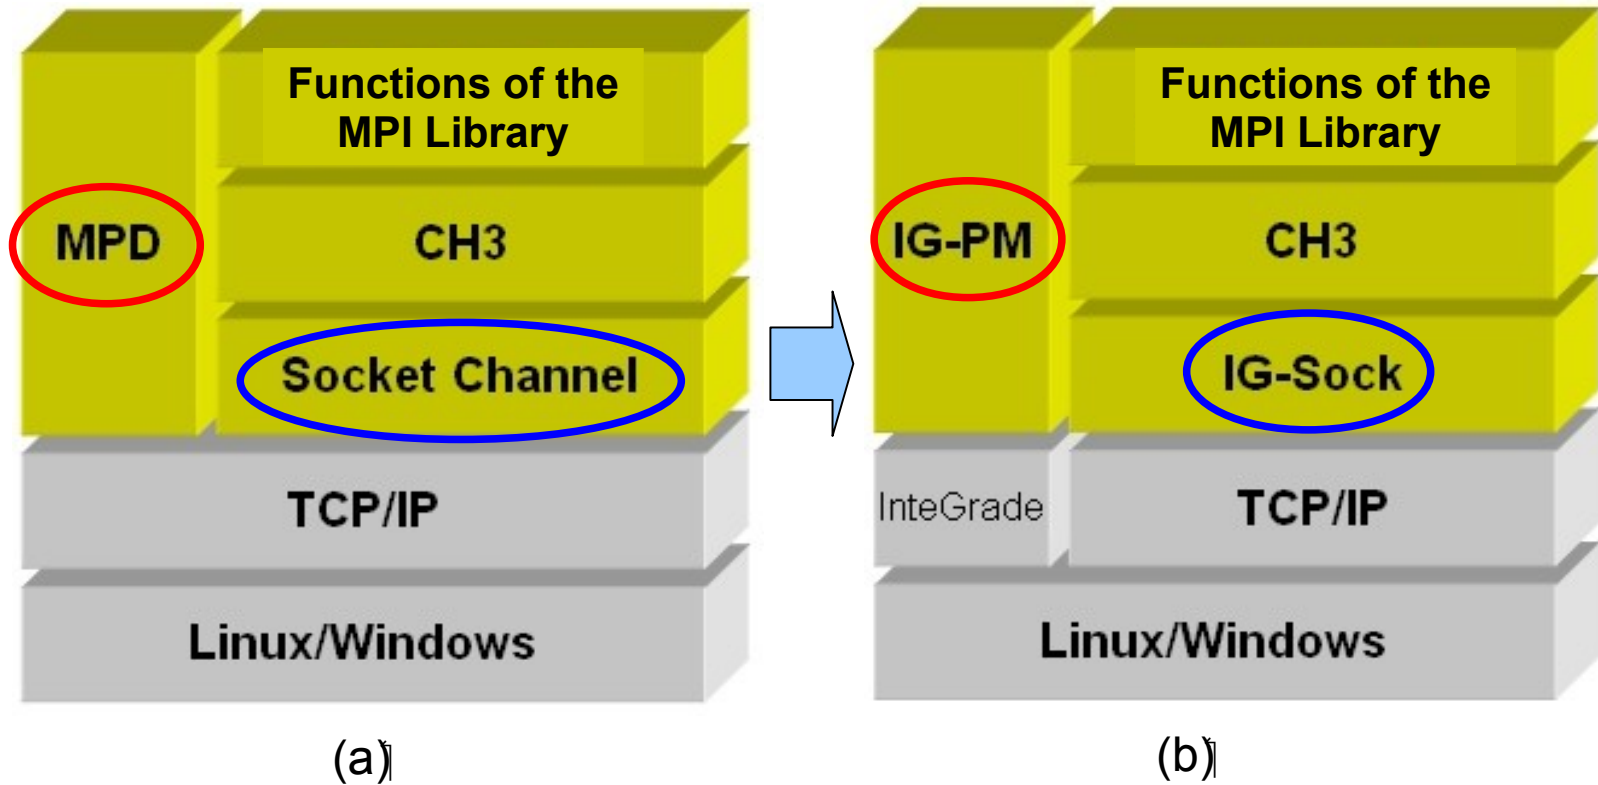 Functions of the
MPI Library
MPD
CH3
Socket Channel
TCP/IP
Linux/Windows
(a)
Functions of the
MPI Library
IG-PM
CH3
IG-Sock
InteGrade
TCP/IP
Linux/Windows
(b)